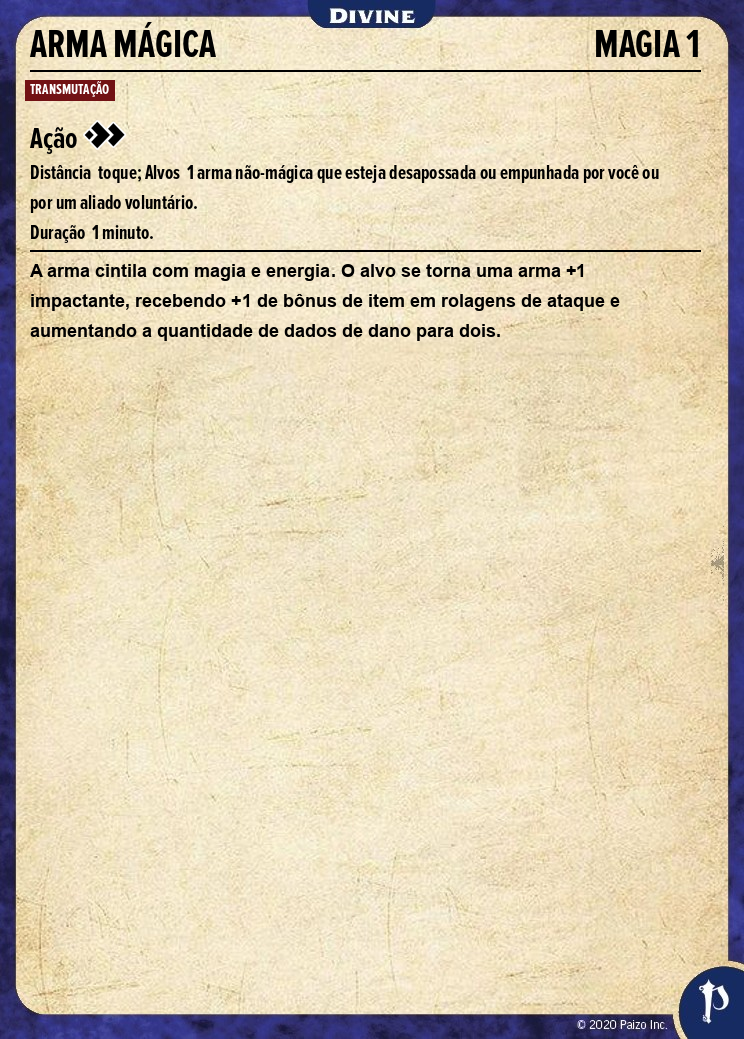 DIVINE
ARMA MÁGICA MAGIA 1
TRANSMUTAÇÃO
Ação
Distância toque; Alvos 1 arma não-mágica que esteja desapossada ou empunhada por você ou
por um aliado voluntário.
Duração 1 minuto.
A arma cintila com magia e energia. O alvo se torna uma arma +1
impactante, recebendo +1 de bônus de item em rolagens de ataque e
aumentando a quantidade de dados de dano para dois.
© 2020 Paizo Inc.